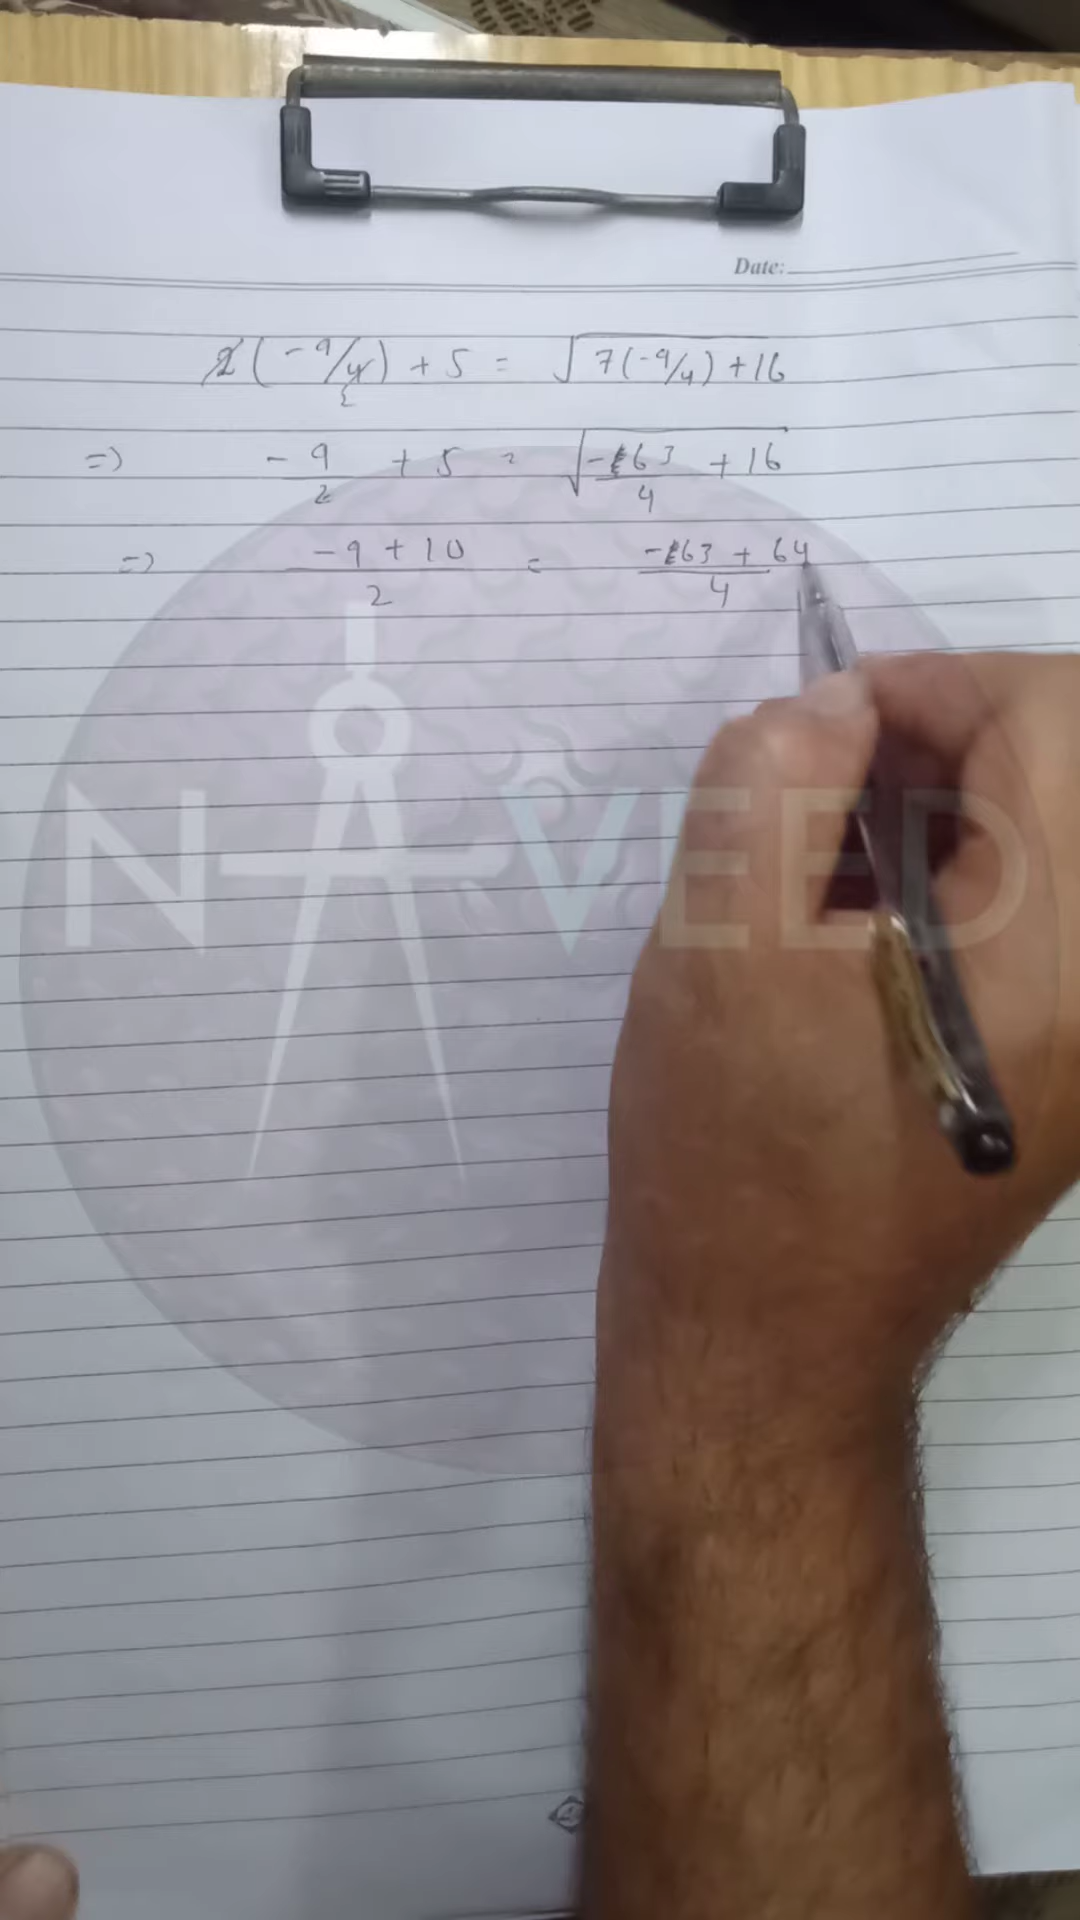 Date:
2(-9/4) + 5 = √7(-9/4) + 16
2
=) -9/2 + 5 = √-63/4 + 16
=) -9 + 10/2 = -63 + 64/4
NAVEED